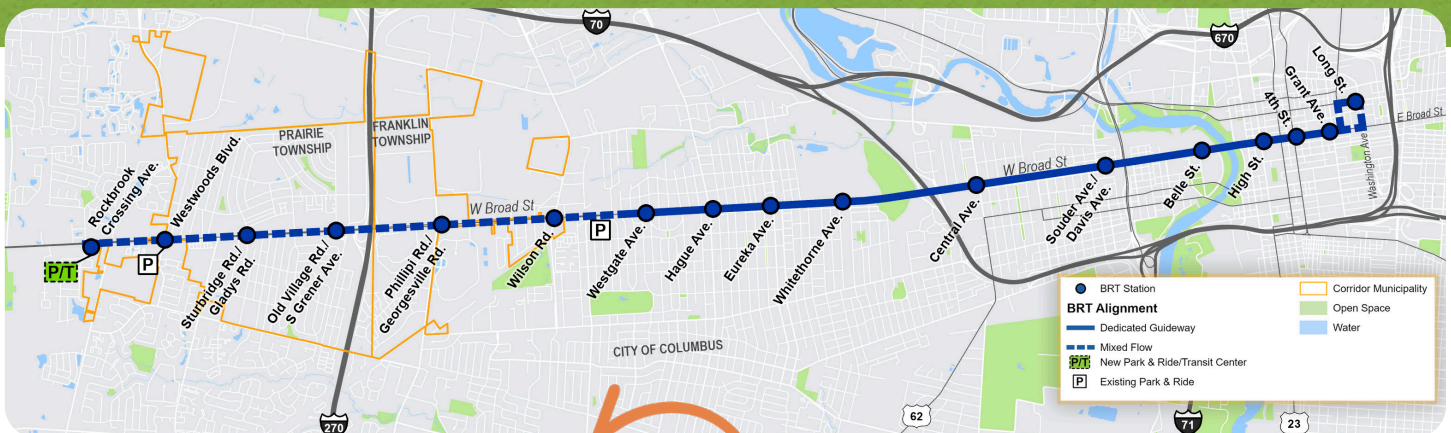 70
670
Long St.
Grant Ave.
4th St.
E Broad St
Washington Ave
High St.
Belle St.
W Broad St
Souder Ave./
Davis Ave.
Central Ave.
Whitethorne Ave.
Eureka Ave.
Hague Ave.
Westgate Ave.
P
Wilson Rd.
W Broad St
Phillipi Rd./
Georgesville Rd.
FRANKLIN
TOWNSHIP
PRAIRIE
TOWNSHIP
Old Village Rd./
S Grener Ave.
Sturbridge Rd./
Gladys Rd.
Westwoods Blvd.
P
Rockbrook
Crossing Ave.
P/T
CITY OF COLUMBUS
270
62
71
23
BRT Station
BRT Alignment
Dedicated Guideway
Mixed Flow
P/T New Park & Ride/Transit Center
P Existing Park & Ride
Corridor Municipality
Open Space
Water